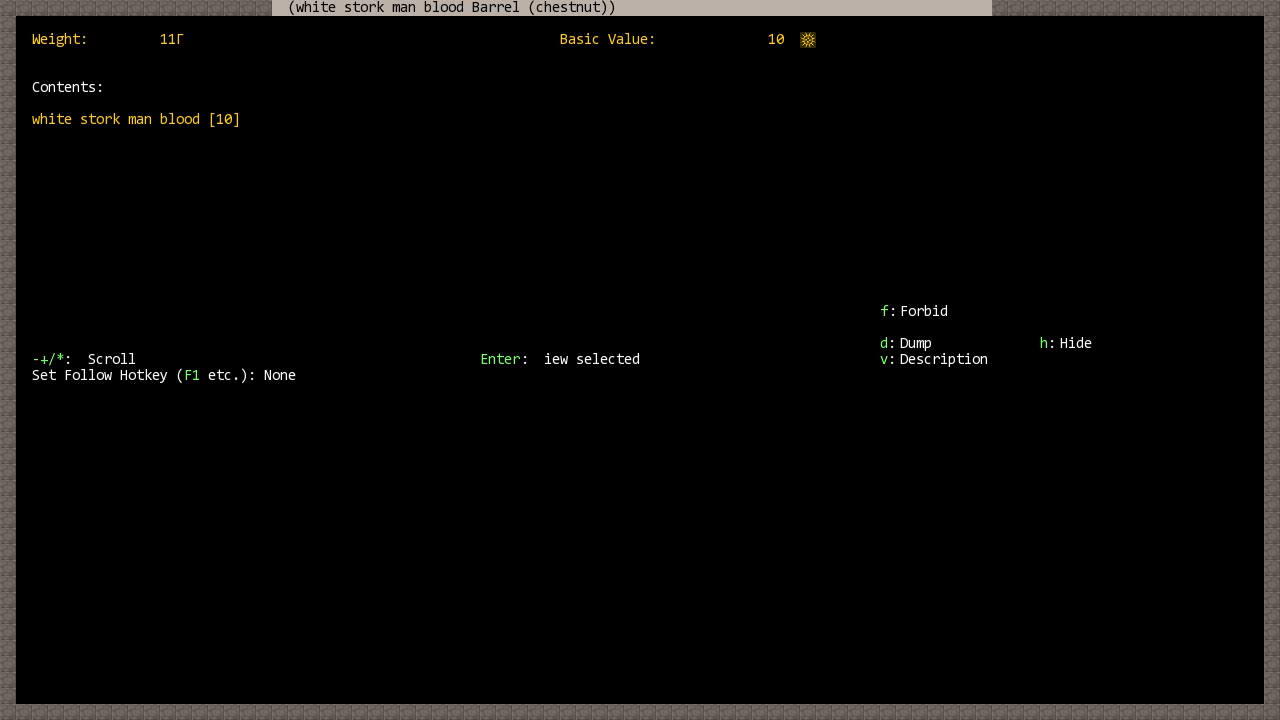 (white stork man blood Barrel (chestnut))
Weight: 11Γ Basic Value: 10 ☼
Contents:
white stork man blood [10]
f: Forbid
d: Dump h: Hide
-+/*: Scroll Enter: iew selected v: Description
Set Follow Hotkey (F1 etc.): None